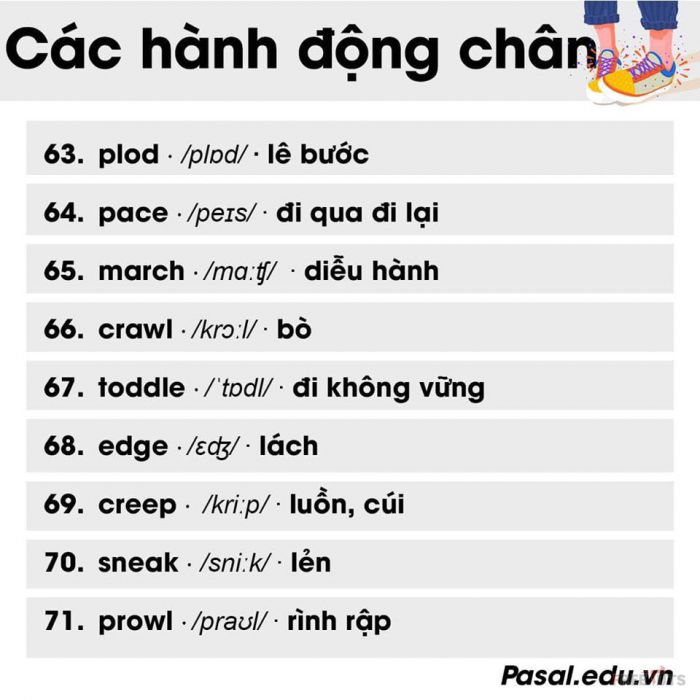 Các hành động chân
63. plod · /plɒd/ · lê bước
64. pace · /peɪs/ · đi qua đi lại
65. march · /mɑːʧ/ · diễu hành
66. crawl · /krɔːl/ · bò
67. toddle · /ˈtɒdl/ · đi không vững
68. edge · /ɛʤ/ · lách
69. creep · /kriːp/ · luồn, cúi
70. sneak · /sniːk/ · lẻn
71. prowl · /praʊl/ · rình rập
Pasal.edu.vn